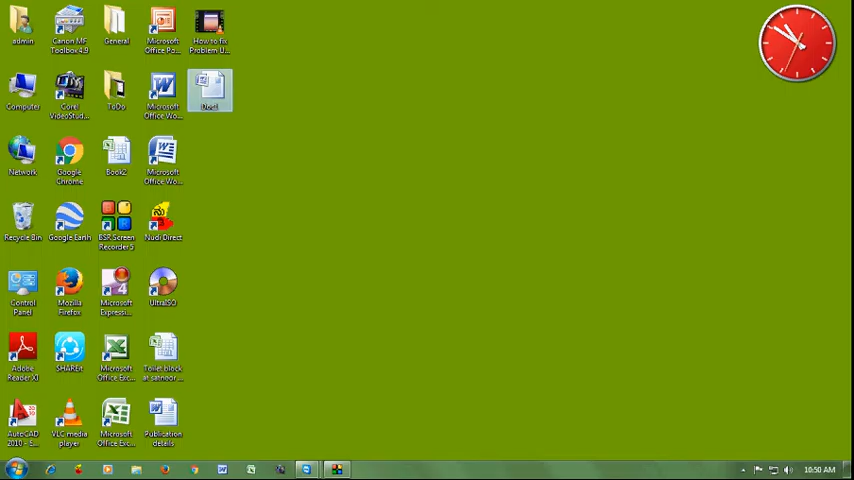 admin
Canon MF
Toolbox 4.9
General
Microsoft
Office Po...
How to fix
Problem U...
Computer
Corel
VideoStud...
ToDo
Microsoft
Office Wo...
Doc1
Network
Google
Chrome
Book2
Microsoft
Office Wo...
Recycle Bin
Google Earth
BSR Screen
Recorder 5
Nudi Direct
Control
Panel
Mozilla
Firefox
Microsoft
Expressi...
UltraISO
Adobe
Reader XI
SHAREit
Microsoft
Office Exc...
Toilet block
at satnoor ...
AutoCAD
2010 - E...
VLC media
player
Microsoft
Office Exc...
Publication
details
10:50 AM